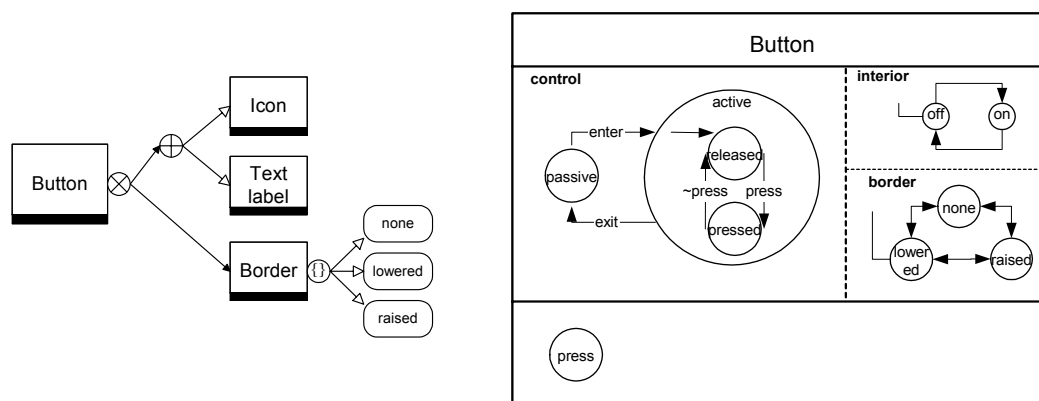 Button
Icon
Text
label
Border
{}
none
lowered
raised
Button
control
active
enter
released
passive
~press
press
exit
pressed
interior
off
on
border
none
lower
ed
raised
press